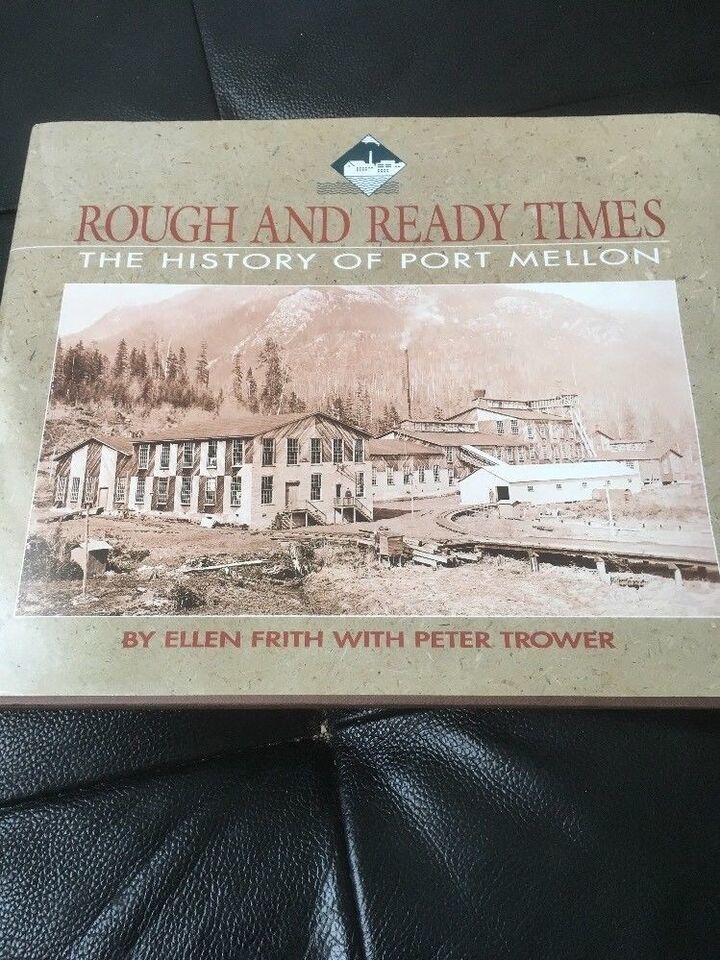 ROUGH AND READY TIMES
THE HISTORY OF PORT MELLON
BY ELLEN FRITH WITH PETER TROWER